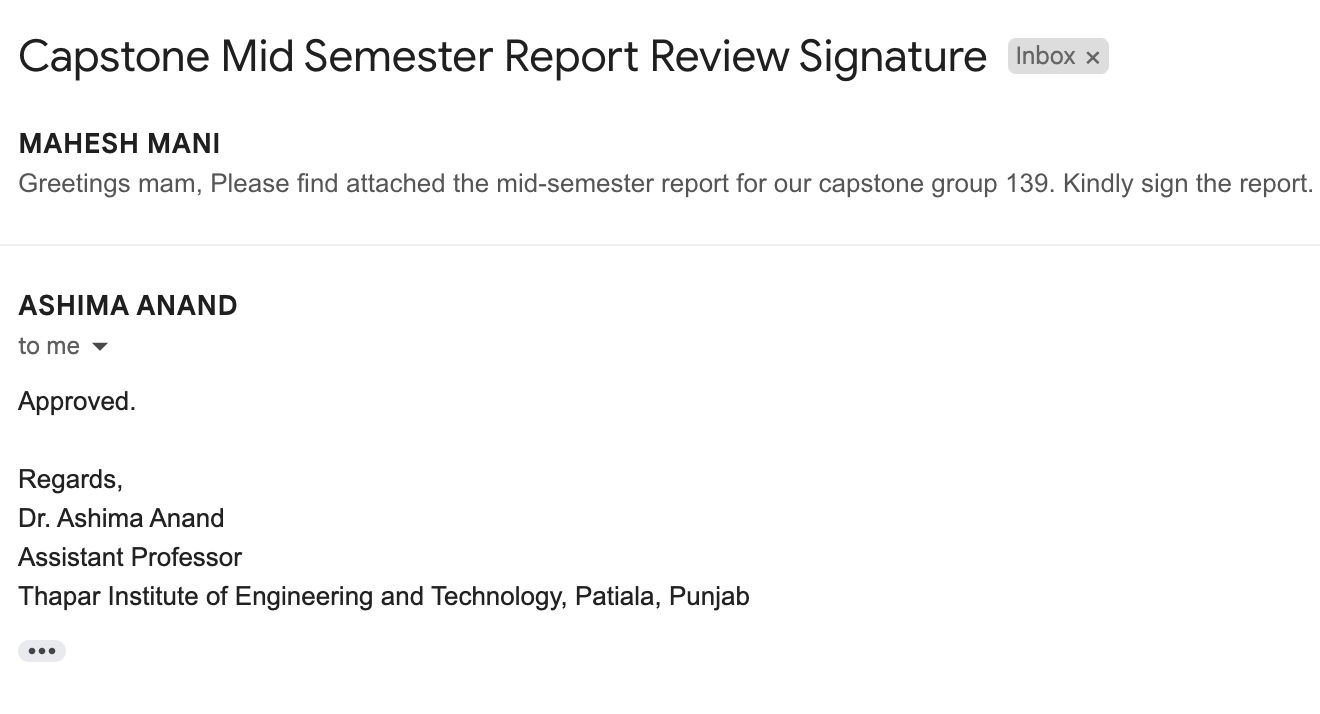 Capstone Mid Semester Report Review Signature Inbox ×
MAHESH MANI
Greetings mam, Please find attached the mid-semester report for our capstone group 139. Kindly sign the report.
ASHIMA ANAND
to me
Approved.
Regards,
Dr. Ashima Anand
Assistant Professor
Thapar Institute of Engineering and Technology, Patiala, Punjab